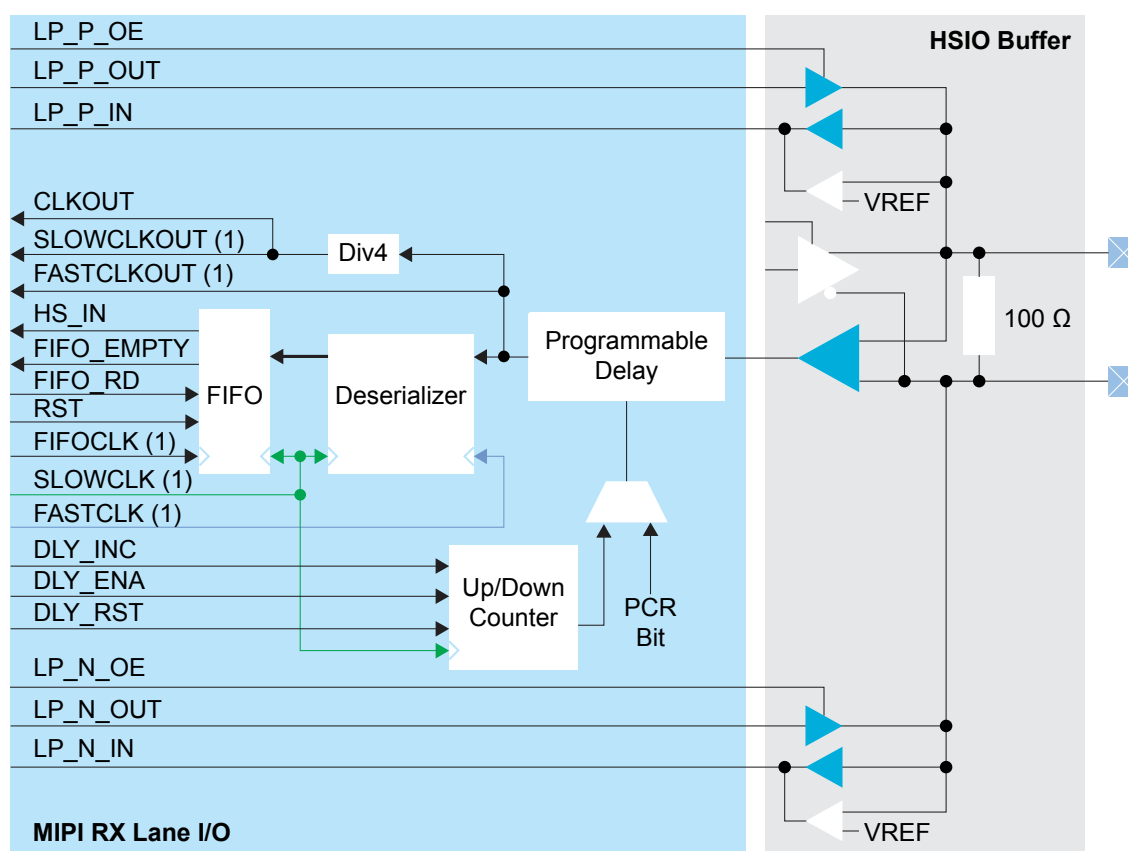 LP_P_OE
HSIO Buffer
LP_P_OUT
LP_P_IN
CLKOUT
VREF
SLOWCLKOUT (1)
Div4
FASTCLKOUT (1)
HS_IN
100 Ω
FIFO_EMPTY
Programmable
Delay
FIFO_RD
FIFO
Deserializer
RST
FIFOCLK (1)
SLOWCLK (1)
FASTCLK (1)
DLY_INC
DLY_ENA
Up/Down
Counter
DLY_RST
PCR
Bit
LP_N_OE
LP_N_OUT
LP_N_IN
MIPI RX Lane I/O
VREF